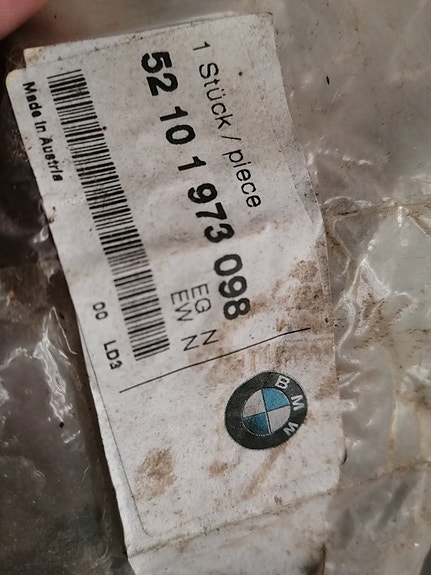 1 Stück / piece
52 10 1 973 098
EG N
EW N
Made in Austria
00 LD3
BMW